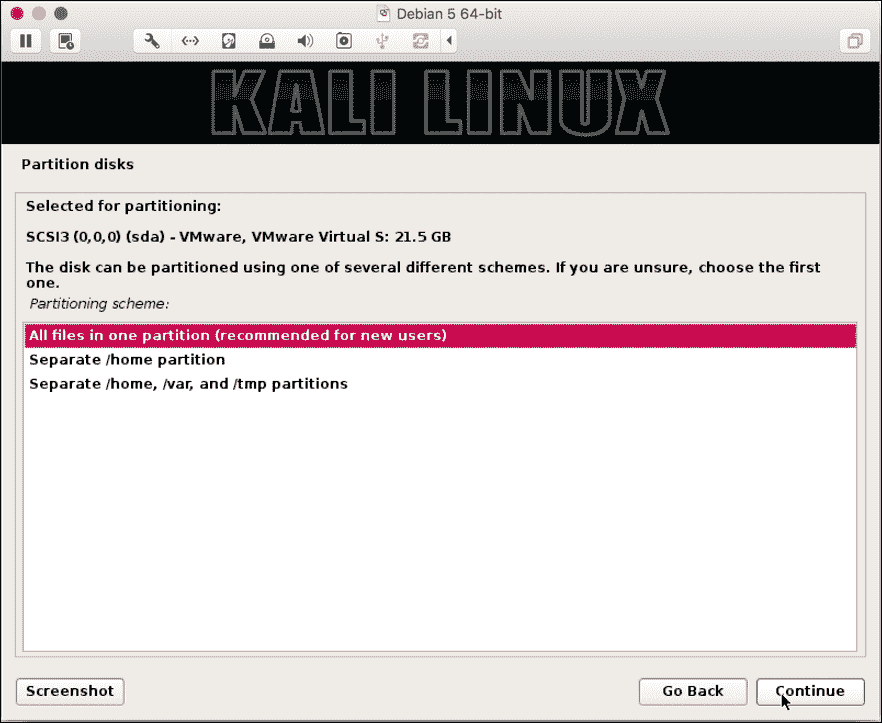 Debian 5 64-bit
KALI LINUX
Partition disks
Selected for partitioning:
SCSI3 (0,0,0) (sda) - VMware, VMware Virtual S: 21.5 GB
The disk can be partitioned using one of several different schemes. If you are unsure, choose the first
one.
Partitioning scheme:
All files in one partition (recommended for new users)
Separate /home partition
Separate /home, /var, and /tmp partitions
Screenshot
Go Back
Continue